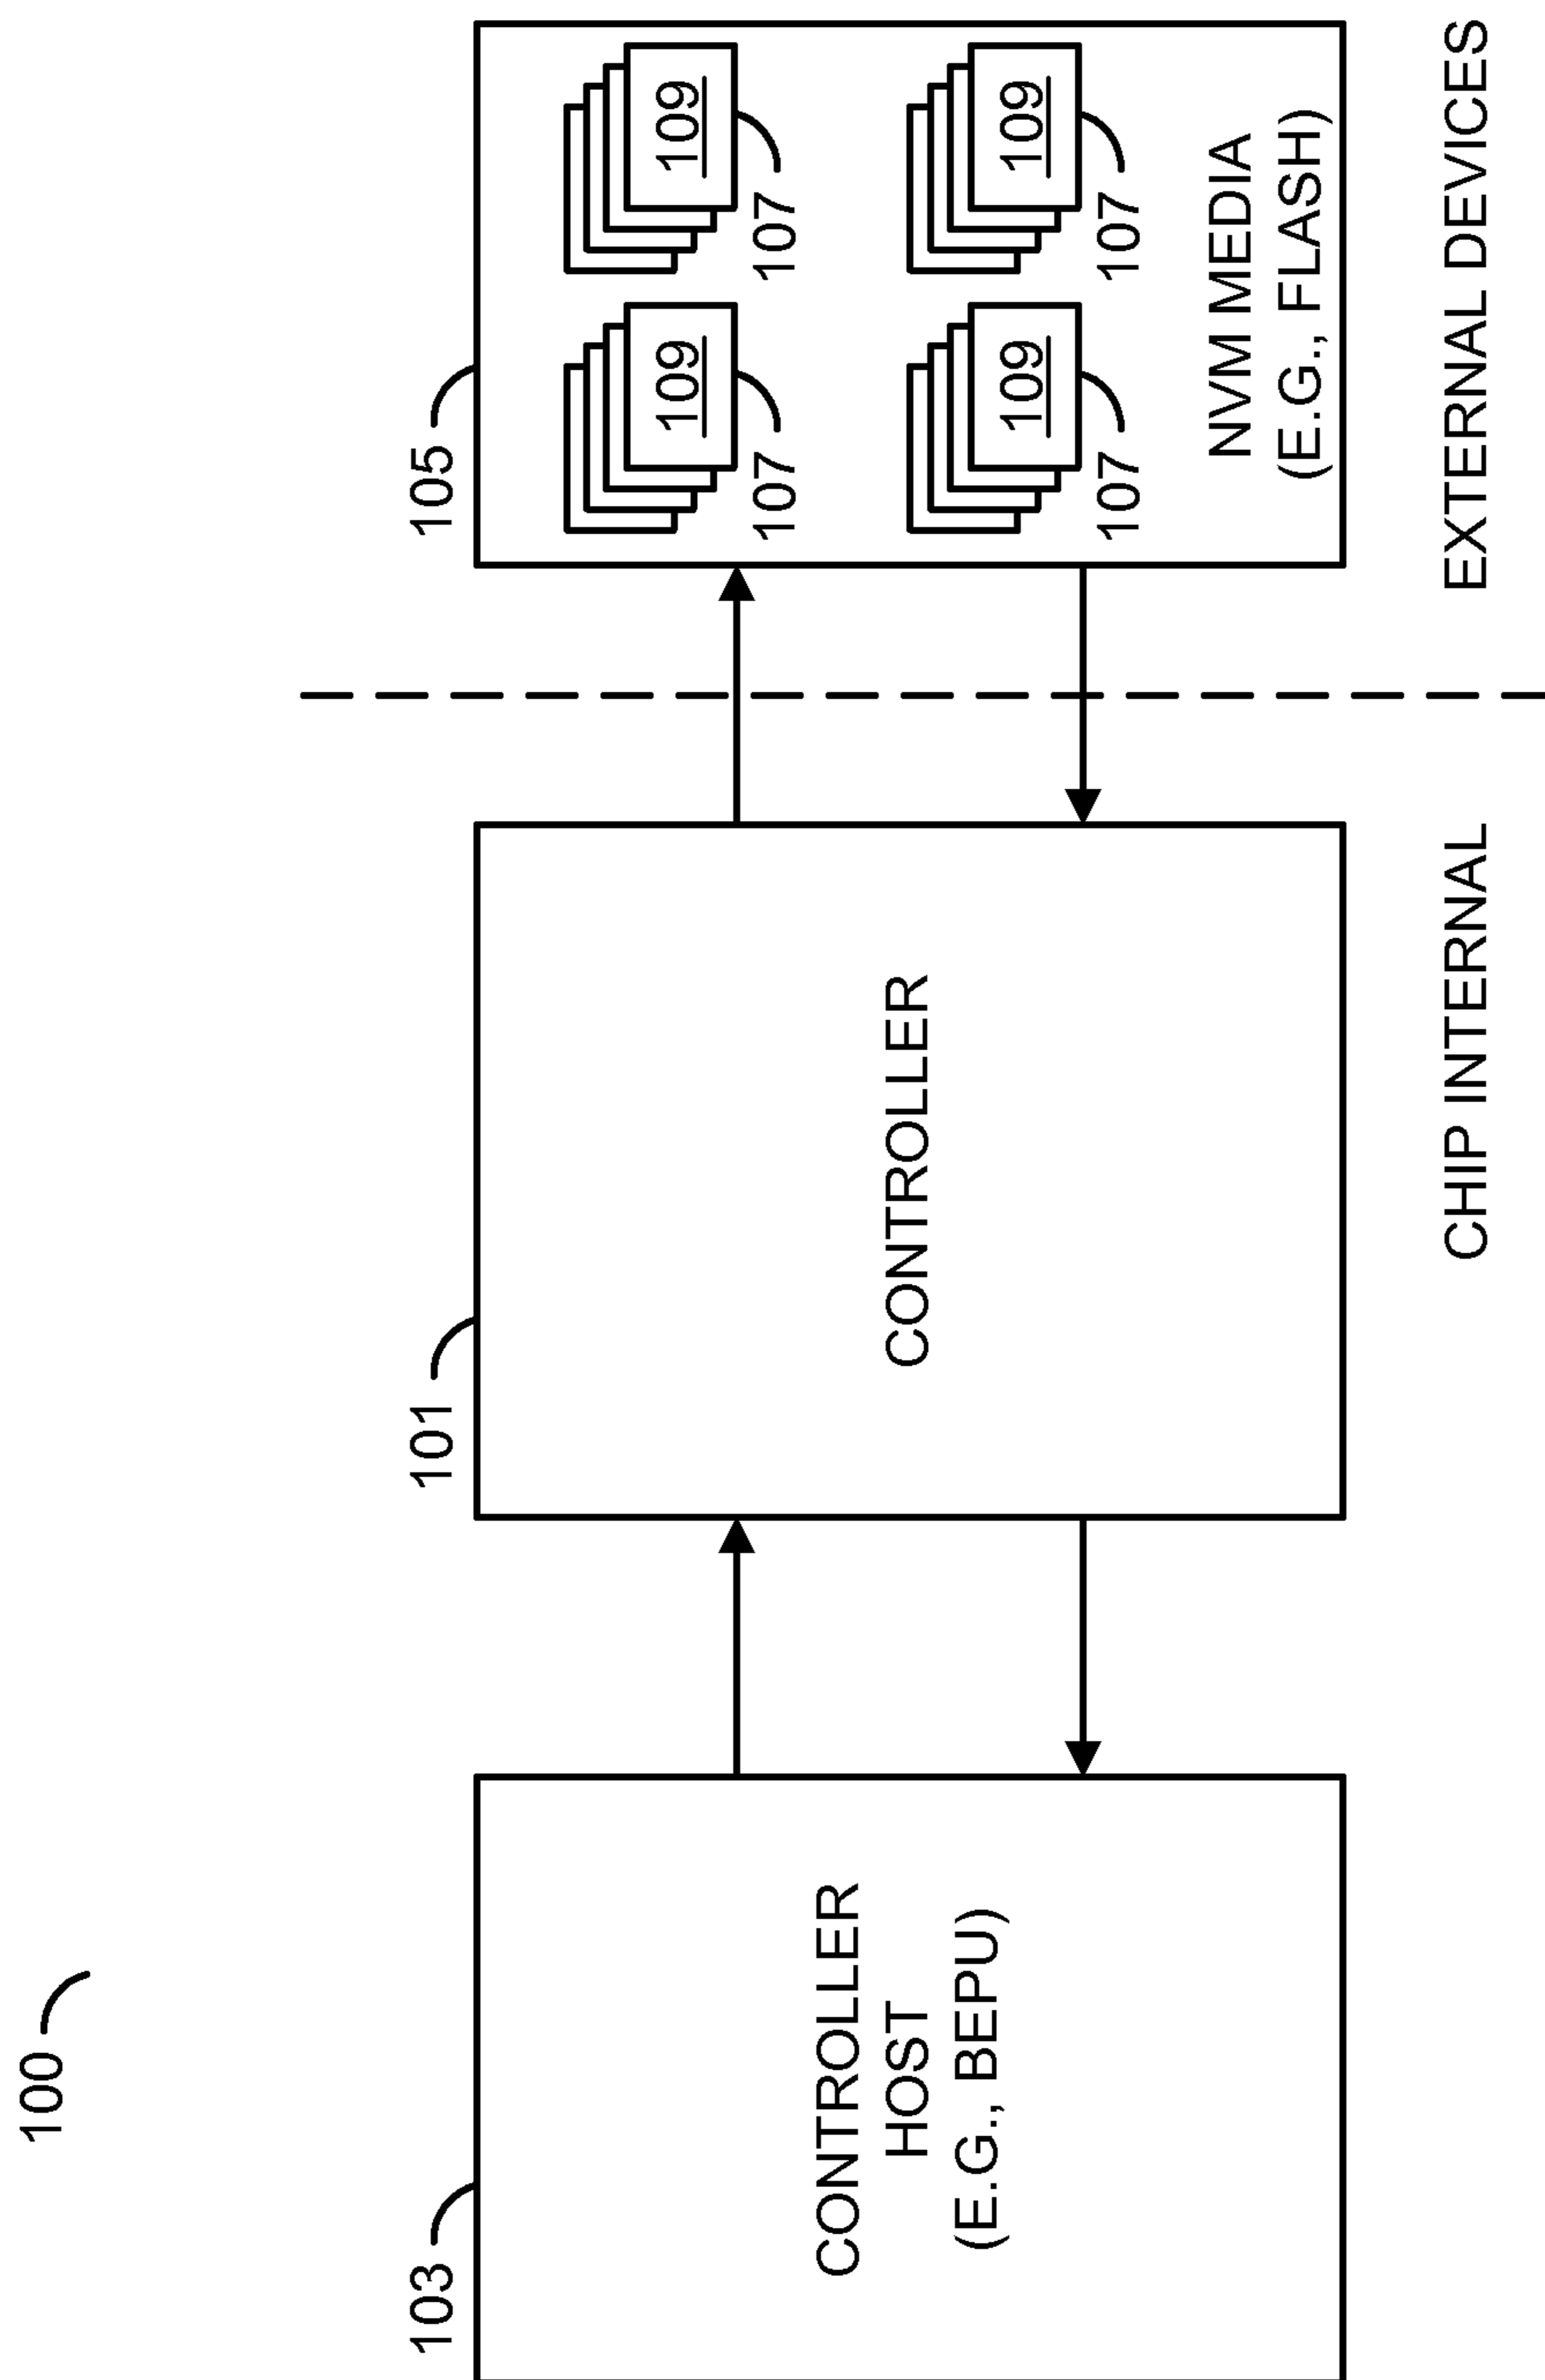 100
103
CONTROLLER
HOST
(E.G., BEPU)
101
CONTROLLER
105
109
107
109
107
109
107
109
107
NVM MEDIA
(E.G., FLASH)
CHIP INTERNAL
EXTERNAL DEVICES